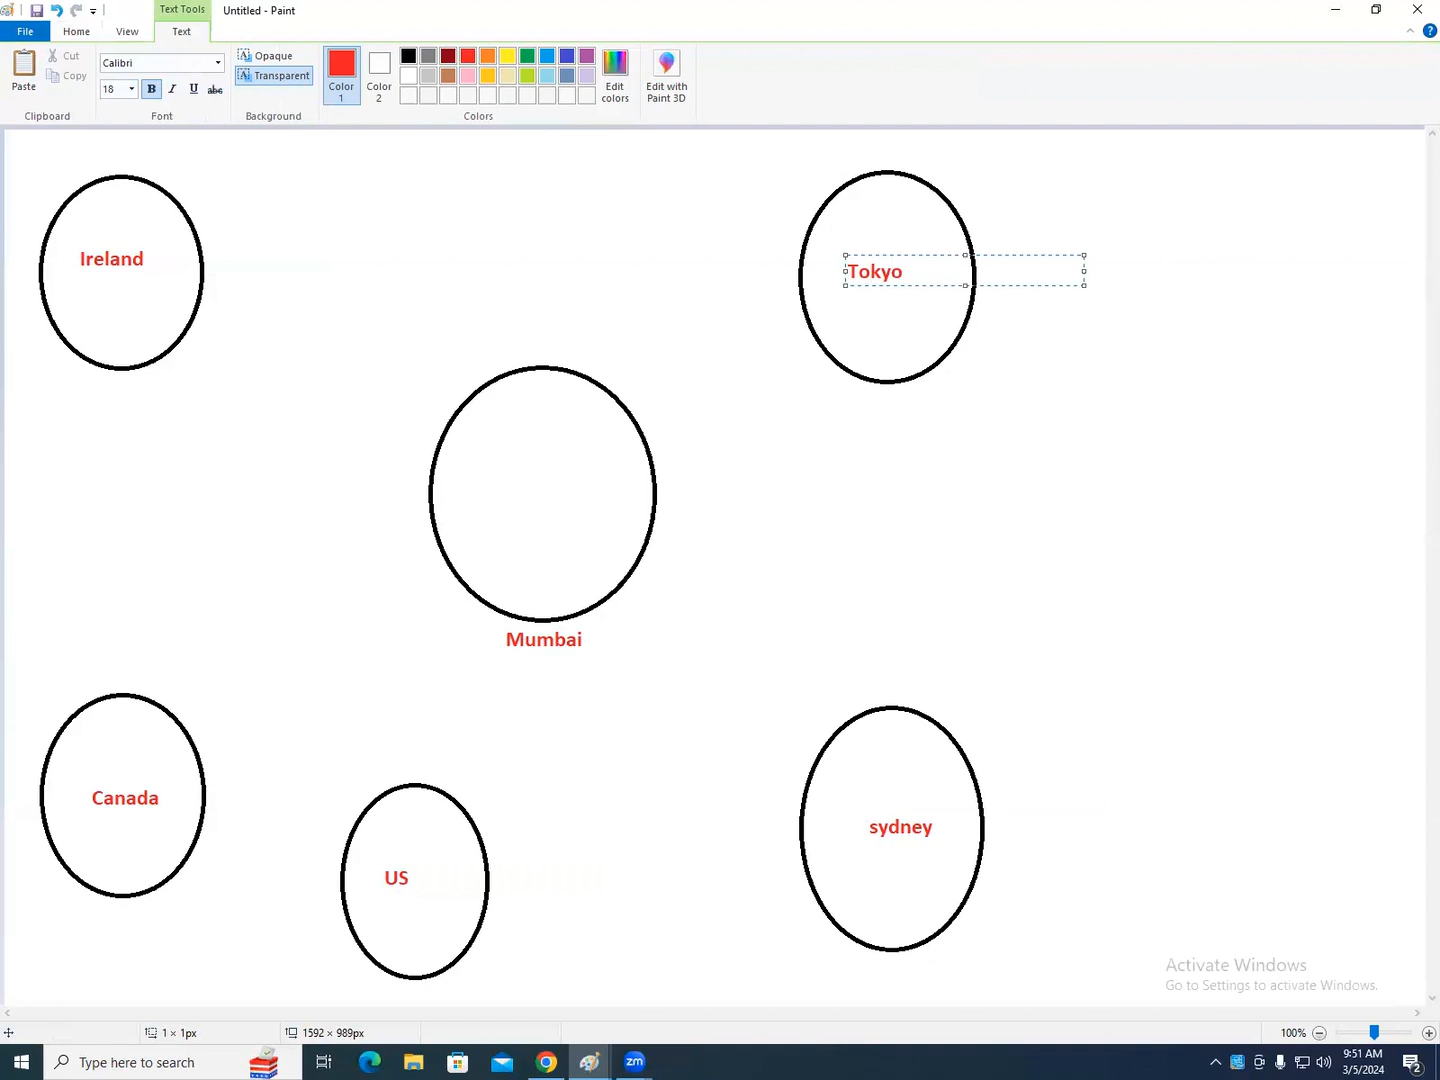 Text Tools
Untitled - Paint
File
Home
View
Text
Paste
Cut
Copy
Clipboard
Calibri
18
B I U abc
Font
Opaque
Transparent
Background
Color 1
Color 2
Edit colors
Colors
Edit with Paint 3D
Ireland
Tokyo
Mumbai
Canada
US
sydney
Activate Windows
Go to Settings to activate Windows.
1 × 1px
1592 × 989px
100%
Type here to search
zm
9:51 AM
3/5/2024
2